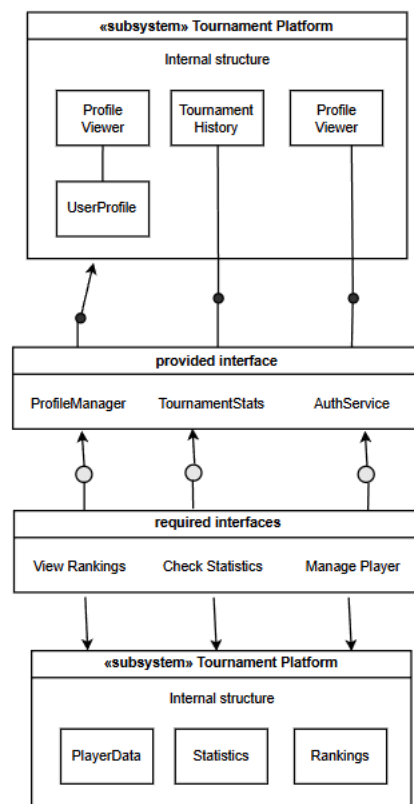 «subsystem» Tournament Platform
Internal structure
Profile
Viewer
Tournament
History
Profile
Viewer
UserProfile
provided interface
ProfileManager TournamentStats AuthService
required interfaces
View Rankings Check Statistics Manage Player
«subsystem» Tournament Platform
Internal structure
PlayerData Statistics Rankings